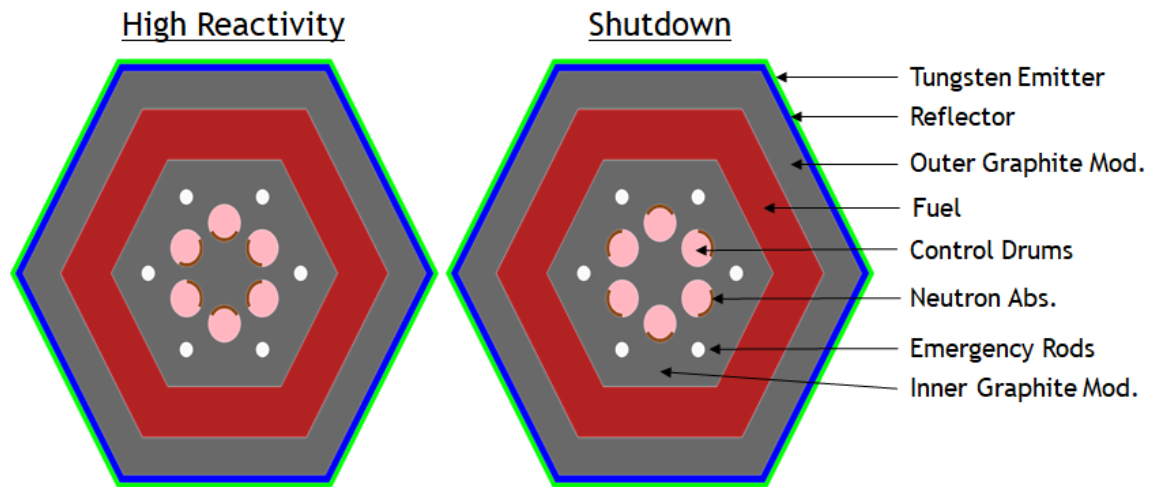 High Reactivity
Shutdown
Tungsten Emitter
Reflector
Outer Graphite Mod.
Fuel
Control Drums
Neutron Abs.
Emergency Rods
Inner Graphite Mod.